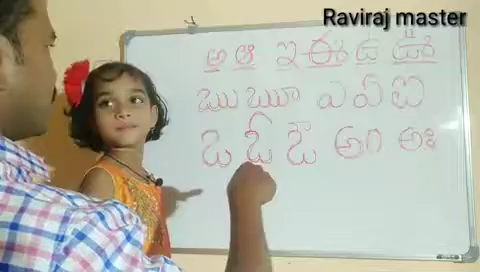 Raviraj master
అ ఆ ఇ ఈ ఉ ఊ
ఋ ౠ ఎ ఏ ఐ
ఒ ఓ ఔ అం అః